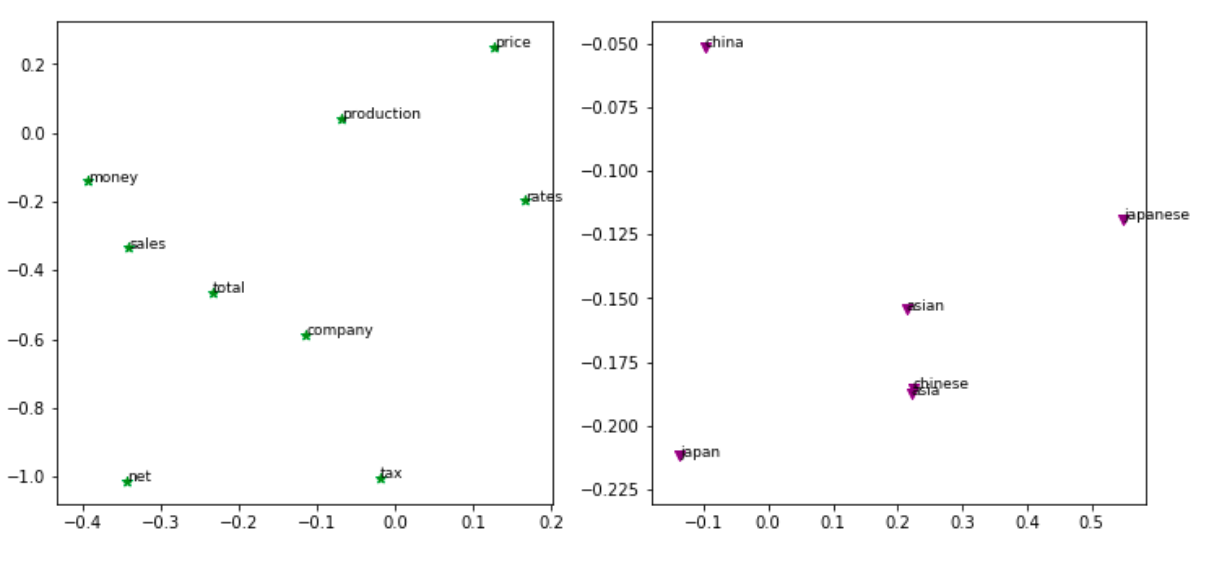 price
production
money
rates
sales
total
company
net
tax
0.2
0.0
−0.2
−0.4
−0.6
−0.8
−1.0
−0.4 −0.3 −0.2 −0.1 0.0 0.1 0.2
china
japanese
asian
chinese
asia
japan
−0.050
−0.075
−0.100
−0.125
−0.150
−0.175
−0.200
−0.225
−0.1 0.0 0.1 0.2 0.3 0.4 0.5